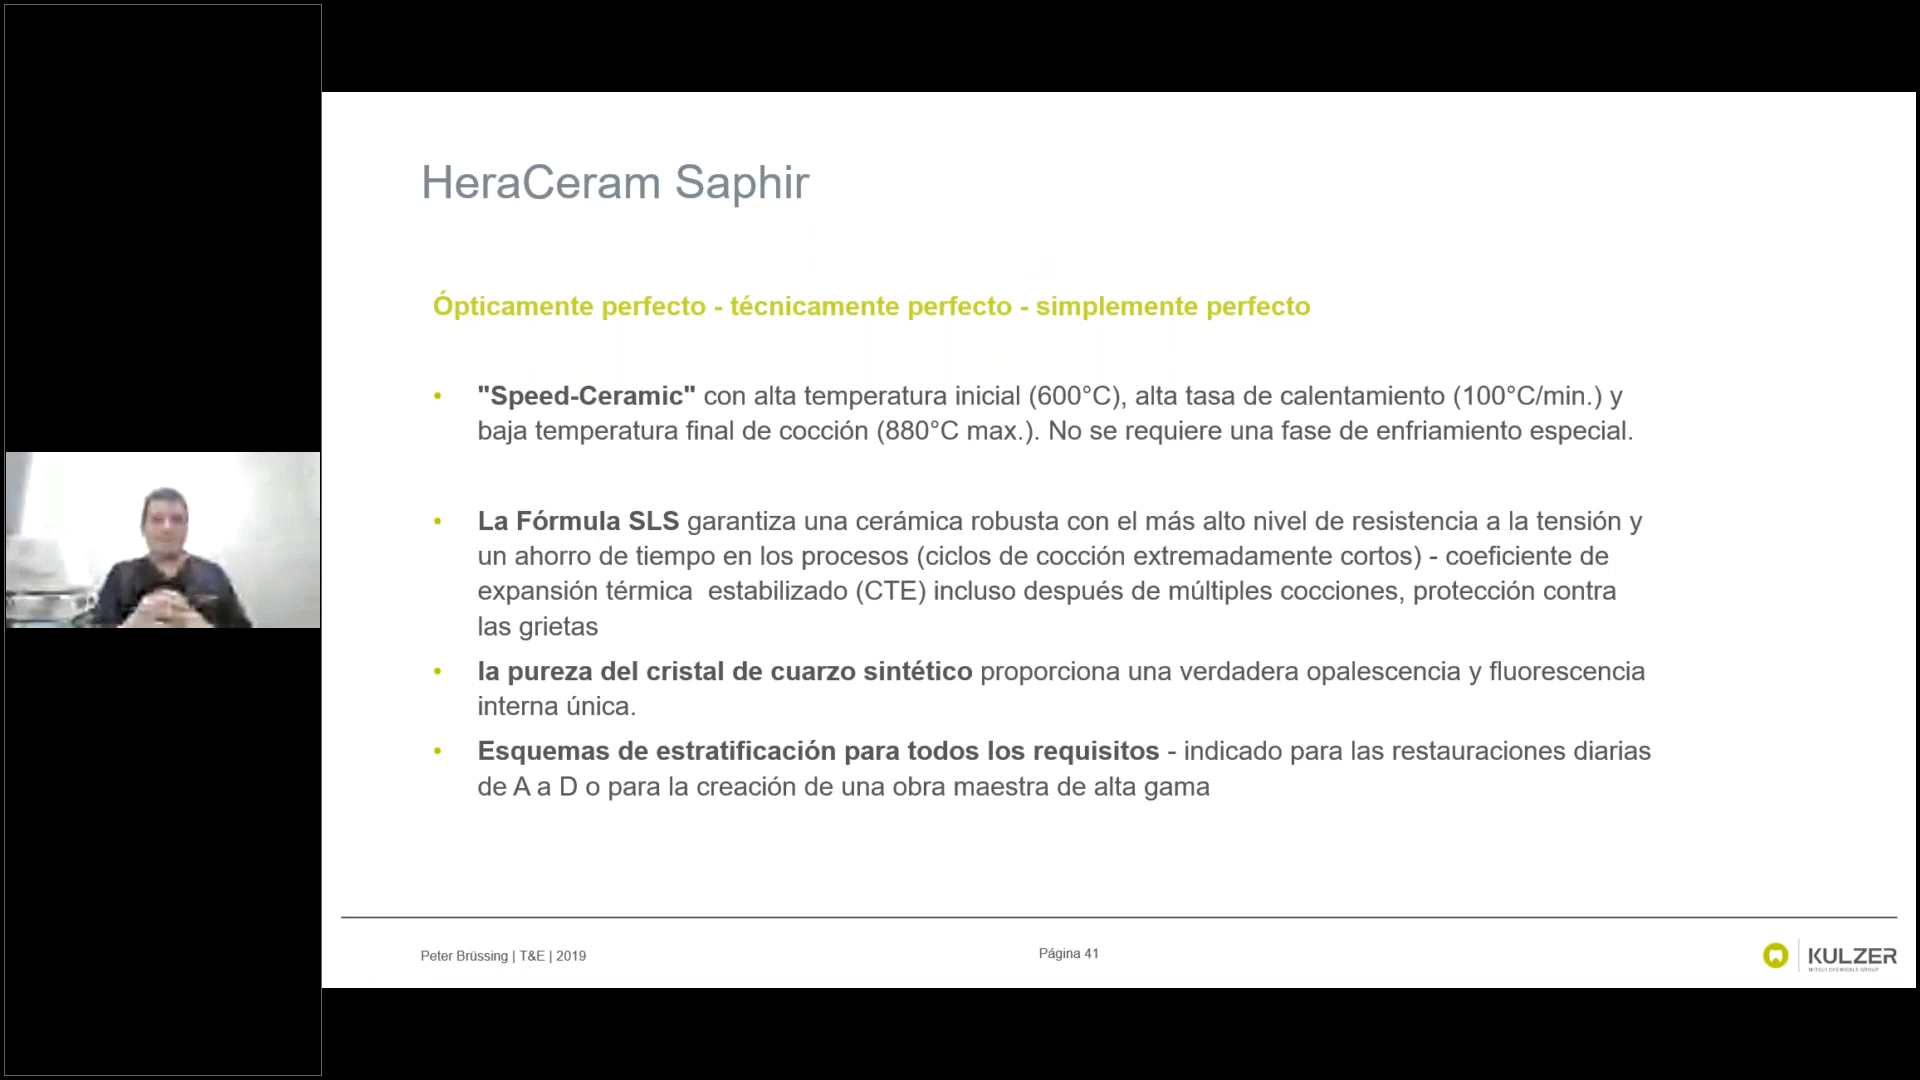 HeraCeram Saphir
Ópticamente perfecto - técnicamente perfecto - simplemente perfecto
• "Speed-Ceramic" con alta temperatura inicial (600°C), alta tasa de calentamiento (100°C/min.) y
baja temperatura final de cocción (880°C max.). No se requiere una fase de enfriamiento especial.
• La Fórmula SLS garantiza una cerámica robusta con el más alto nivel de resistencia a la tensión y
un ahorro de tiempo en los procesos (ciclos de cocción extremadamente cortos) - coeficiente de
expansión térmica  estabilizado (CTE) incluso después de múltiples cocciones, protección contra
las grietas
• la pureza del cristal de cuarzo sintético proporciona una verdadera opalescencia y fluorescencia
interna única.
• Esquemas de estratificación para todos los requisitos - indicado para las restauraciones diarias
de A a D o para la creación de una obra maestra de alta gama
Peter Brüssing | T&E | 2019
Página 41
KULZER
MITSUI CHEMICALS GROUP